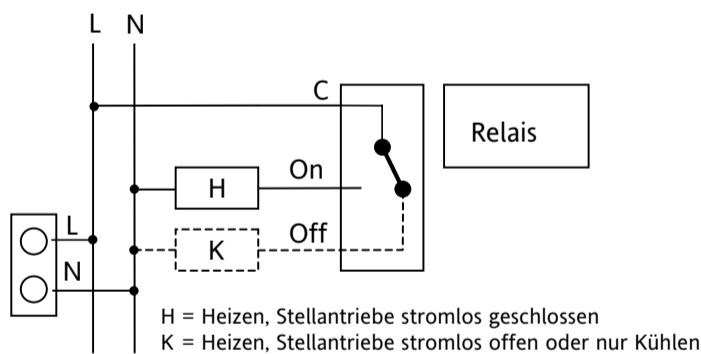 L N
C
Relais
On
H
Off
K
L
N
H = Heizen, Stellantriebe stromlos geschlossen
K = Heizen, Stellantriebe stromlos offen oder nur Kühlen